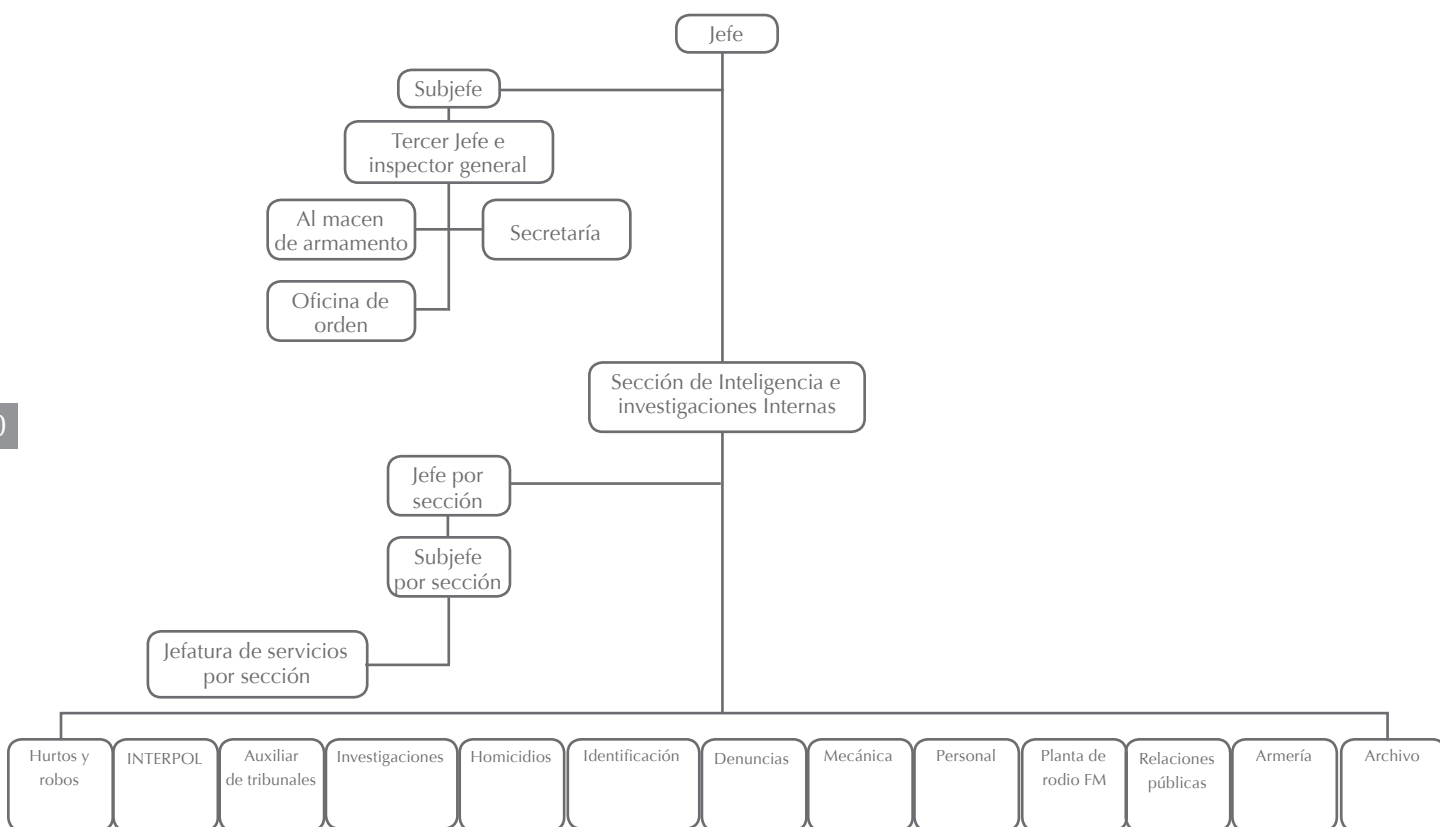 Jefe
Subjefe
Tercer Jefe e
inspector general
Al macen
de armamento
Secretaría
Oficina de
orden
Sección de Inteligencia e
investigaciones Internas
0
Jefe por
sección
Subjefe
por sección
Jefatura de servicios
por sección
Hurtos y
robos
INTERPOL
Auxiliar
de tribunales
Investigaciones
Homicidios
Identificación
Denuncias
Mecánica
Personal
Planta de
rodio FM
Relaciones
públicas
Armería
Archivo